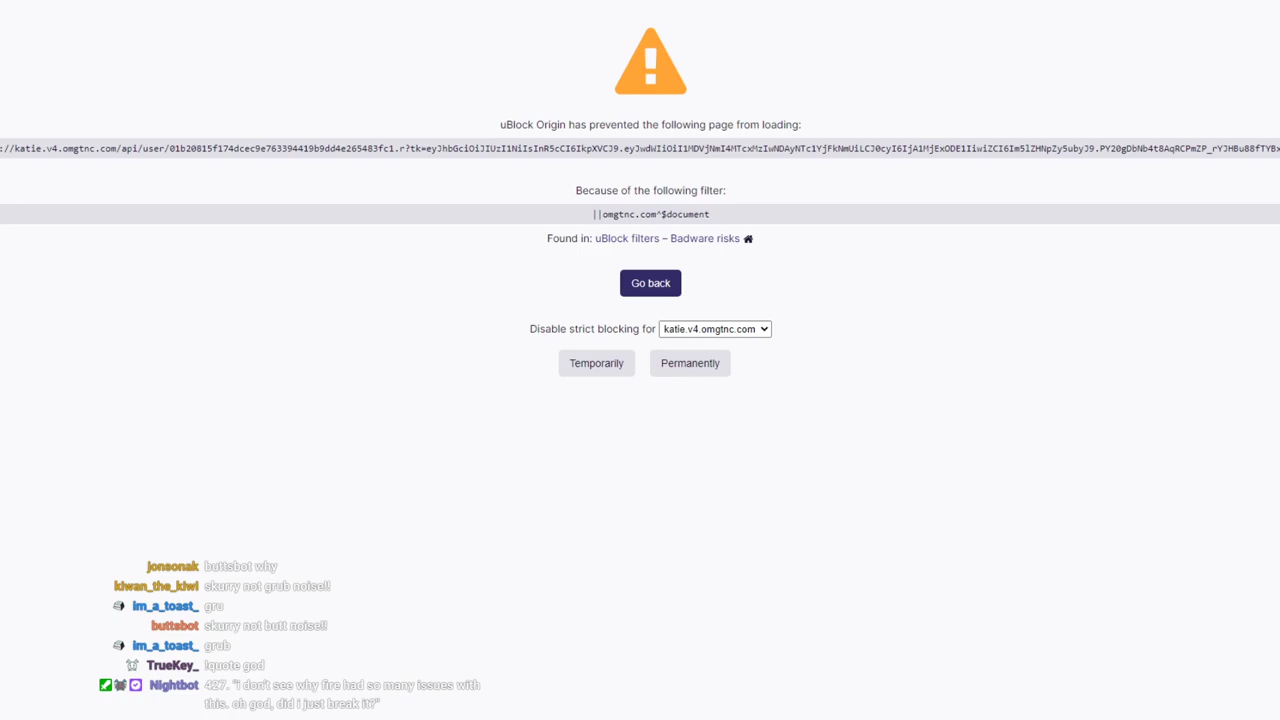 uBlock Origin has prevented the following page from loading:
://katie.v4.omgtnc.com/api/user/01b20815f174dcec9e763394419b9dd4e265483fc1.r?tk=eyJhbGciOiJIUzI1NiIsInR5cCI6IkpXVCJ9.eyJwdWIiOiI1MDVjNmI4MTcxMzIwNDAyNTc1YjFkNmUiLCJ0cyI6IjA1MjExODE1IiwiZCI6Im5lZHNpZy5ybyJ9.PY20gDbNb4t8AqRCPmZP_rYJHBu88fTYBx
Because of the following filter:
||omgtnc.com^$document
Found in: uBlock filters – Badware risks
Go back
Disable strict blocking for katie.v4.omgtnc.com
Temporarily Permanently
jonsonak buttsbot why
kiwan_the_kiwi skurry not grub noise!!
im_a_toast_ gru
buttsbot skurry not butt noise!!
im_a_toast_ grub
TrueKey_ !quote god
Nightbot 427. "i don't see why fire had so many issues with
this. oh god, did i just break it?"